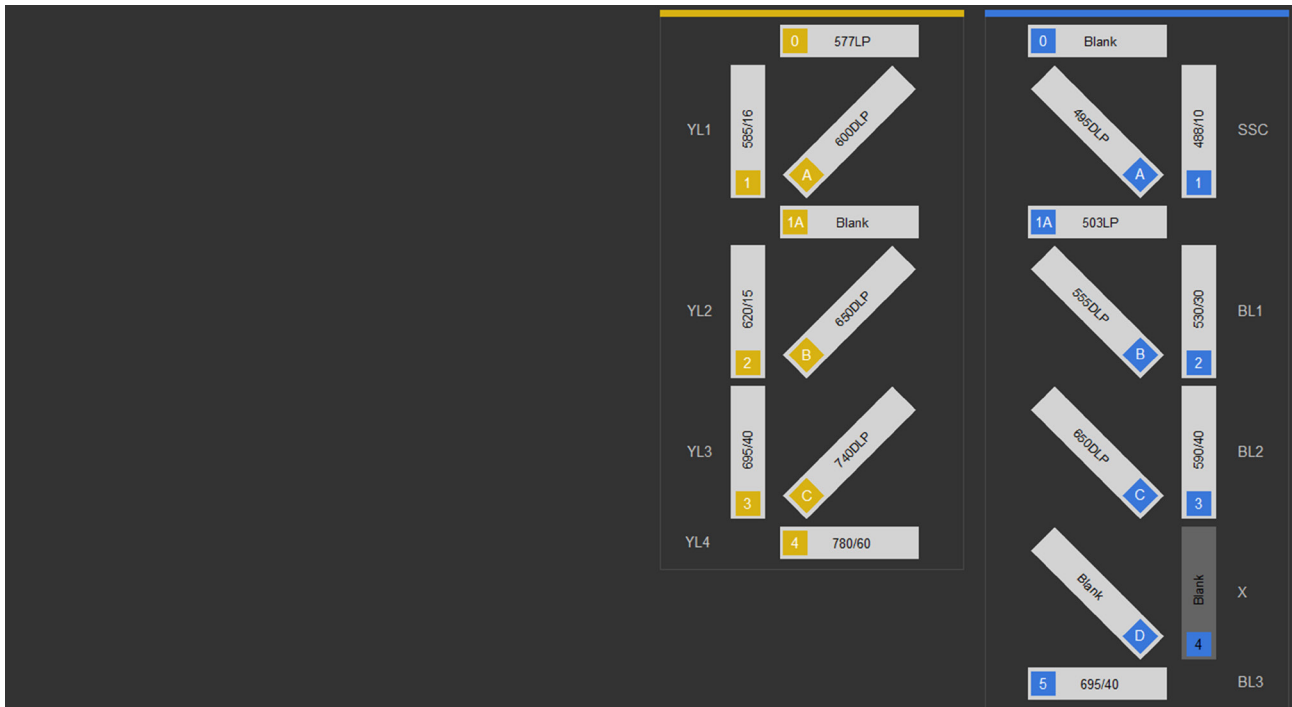 0 577LP
YL1 585/16 1 600DLP A
1A Blank
YL2 620/15 2 650DLP B
YL3 695/40 3 740DLP C
YL4 4 780/60
0 Blank
495DLP A 488/10 1 SSC
1A 503LP
555DLP B 530/30 2 BL1
650DLP C 590/40 3 BL2
Blank D Blank 4 X
5 695/40 BL3